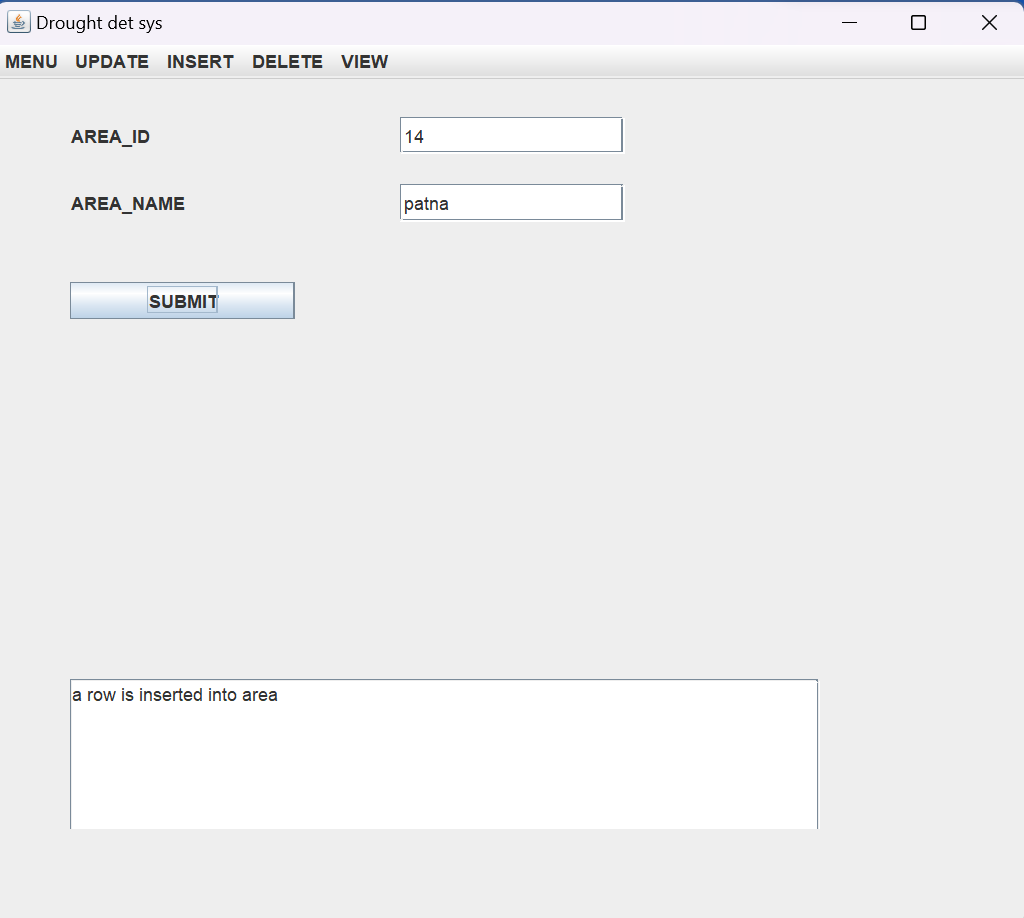 Drought det sys
MENU UPDATE INSERT DELETE VIEW
AREA_ID 14
AREA_NAME patna
SUBMIT
a row is inserted into area